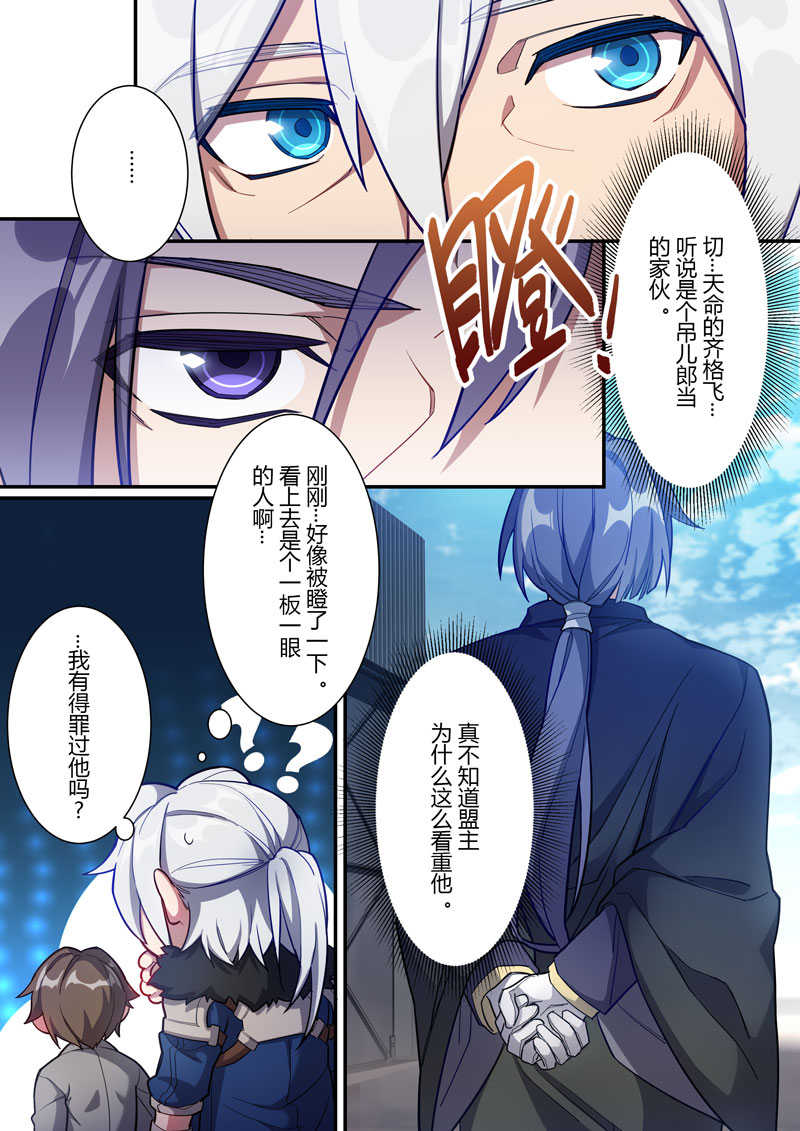 ……
切…天命的齐格飞…
听说是个吊儿郎当
的家伙。
瞪!
刚刚…好像被瞪了一下。
看上去是个一板一眼
的人啊…
真不知道盟主
为什么这么看重他。
???
…我有得罪过他吗?